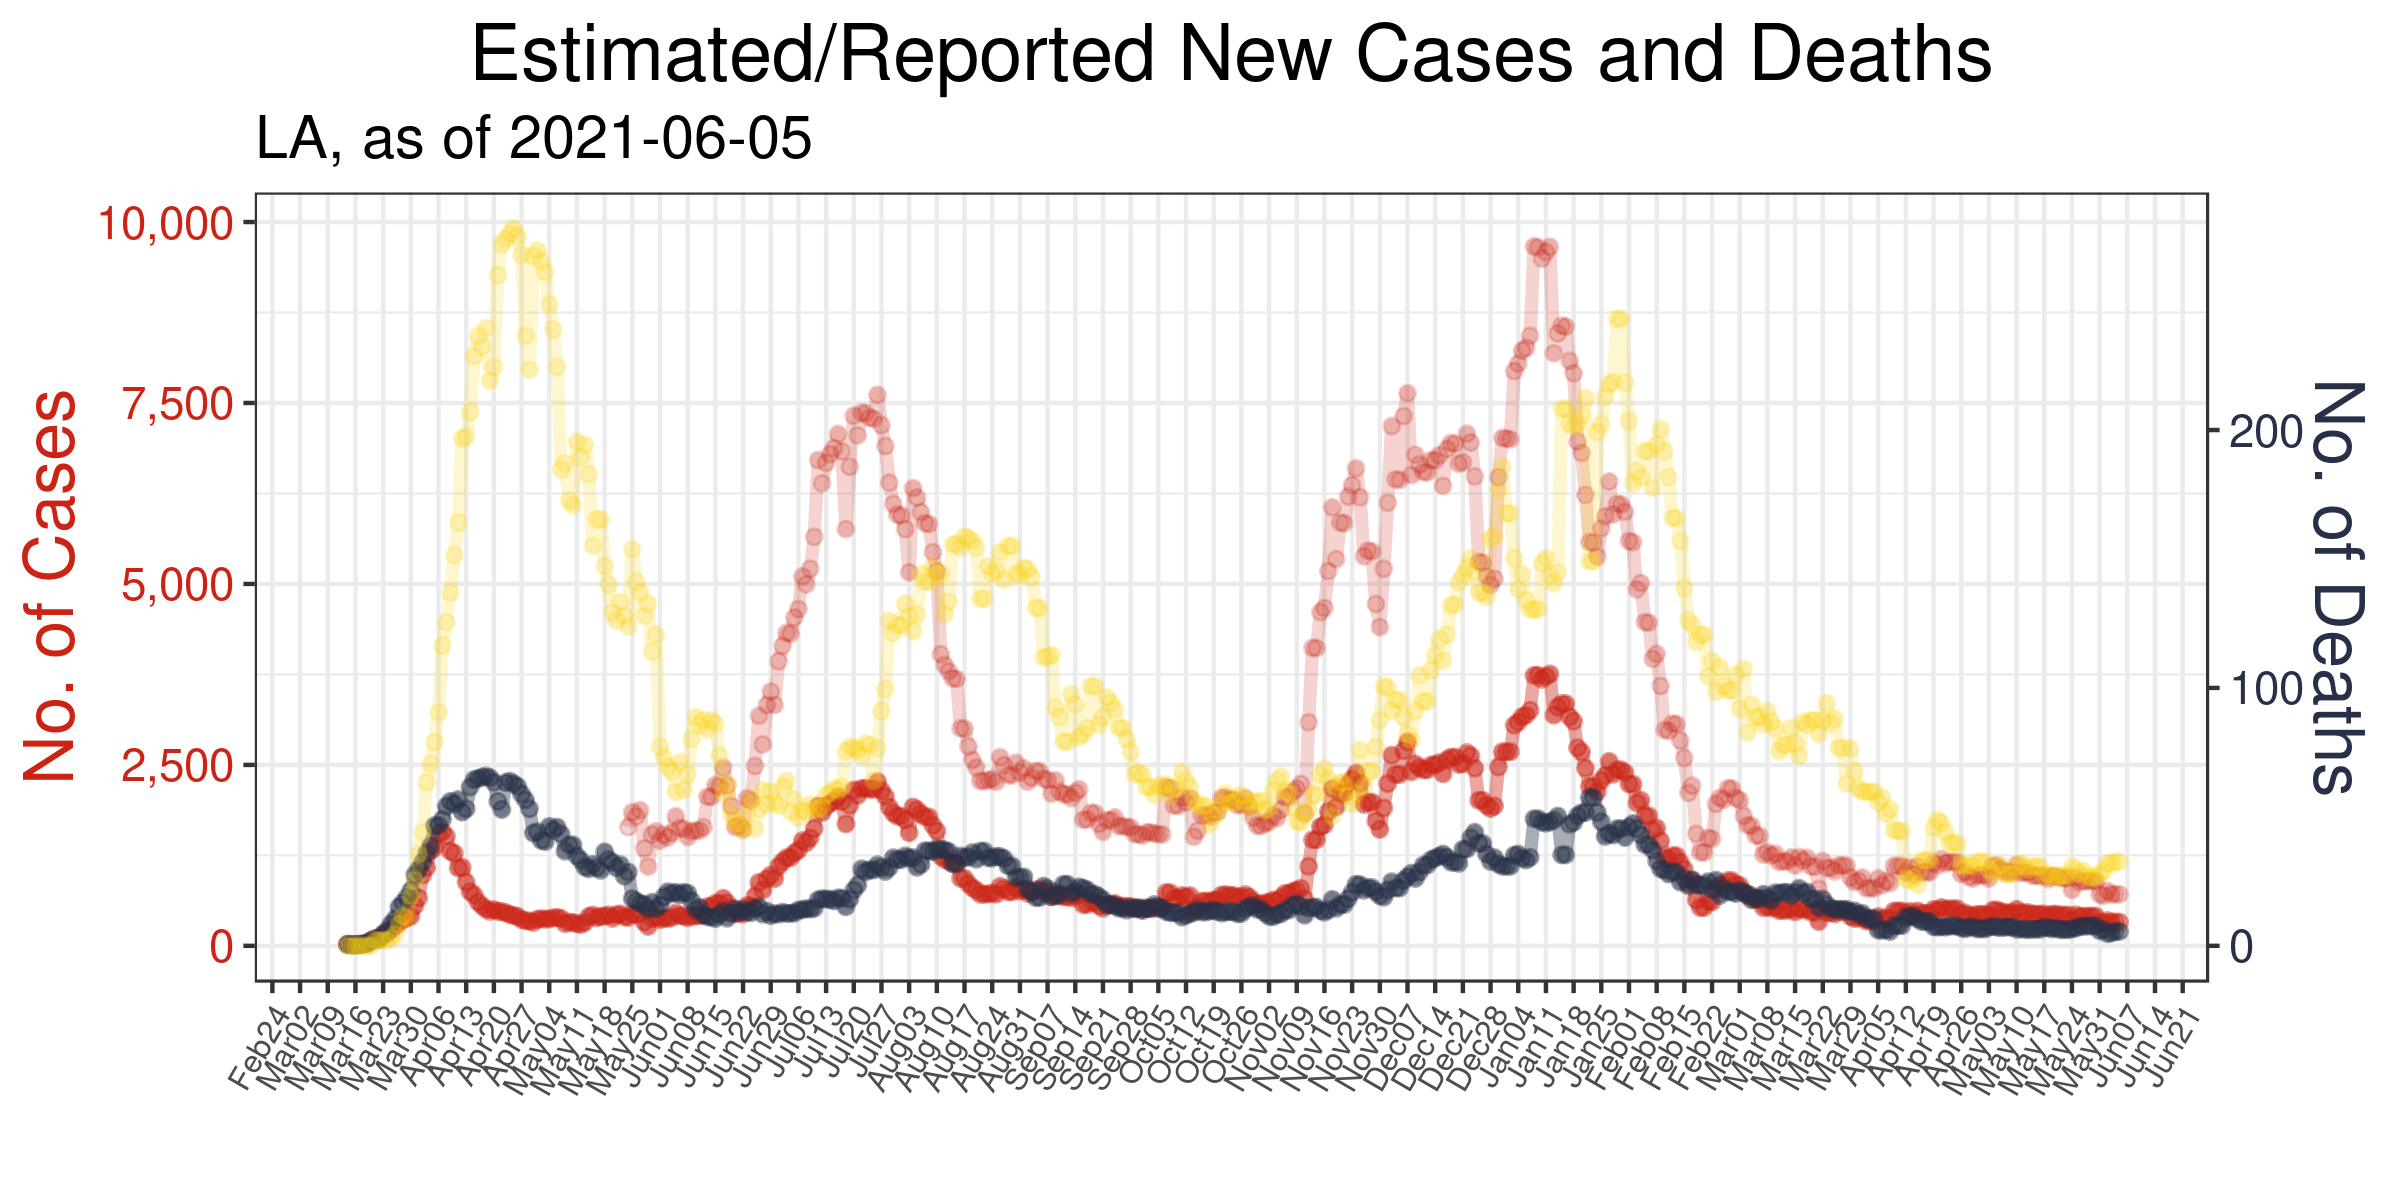 Estimated/Reported New Cases and Deaths
LA, as of 2021-06-05
No. of Cases
10,000
7,500
5,000
2,500
0
No. of Deaths
200
100
0
Feb24
Mar02
Mar09
Mar16
Mar23
Mar30
Apr06
Apr13
Apr20
Apr27
May04
May11
May18
May25
Jun01
Jun08
Jun15
Jun22
Jun29
Jul06
Jul13
Jul20
Jul27
Aug03
Aug10
Aug17
Aug24
Aug31
Sep07
Sep14
Sep21
Sep28
Oct05
Oct12
Oct19
Oct26
Nov02
Nov09
Nov16
Nov23
Nov30
Dec07
Dec14
Dec21
Dec28
Jan04
Jan11
Jan18
Jan25
Feb01
Feb08
Feb15
Feb22
Mar01
Mar08
Mar15
Mar22
Mar29
Apr05
Apr12
Apr19
Apr26
May03
May10
May17
May24
May31
Jun07
Jun14
Jun21